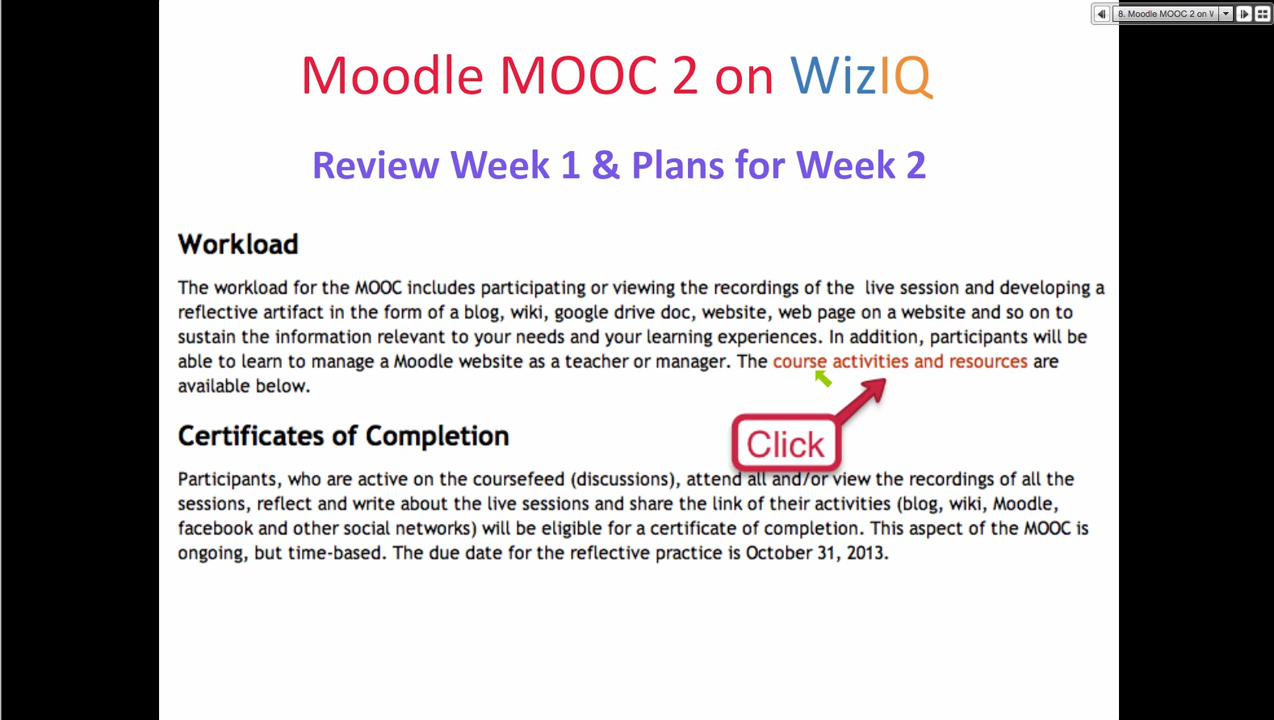 8. Moodle MOOC 2 on W
Moodle MOOC 2 on WizIQ
Review Week 1 & Plans for Week 2
Workload
The workload for the MOOC includes participating or viewing the recordings of the live session and developing a
reflective artifact in the form of a blog, wiki, google drive doc, website, web page on a website and so on to
sustain the information relevant to your needs and your learning experiences. In addition, participants will be
able to learn to manage a Moodle website as a teacher or manager. The course activities and resources are
available below.
Click
Certificates of Completion
Participants, who are active on the coursefeed (discussions), attend all and/or view the recordings of all the
sessions, reflect and write about the live sessions and share the link of their activities (blog, wiki, Moodle,
facebook and other social networks) will be eligible for a certificate of completion. This aspect of the MOOC is
ongoing, but time-based. The due date for the reflective practice is October 31, 2013.